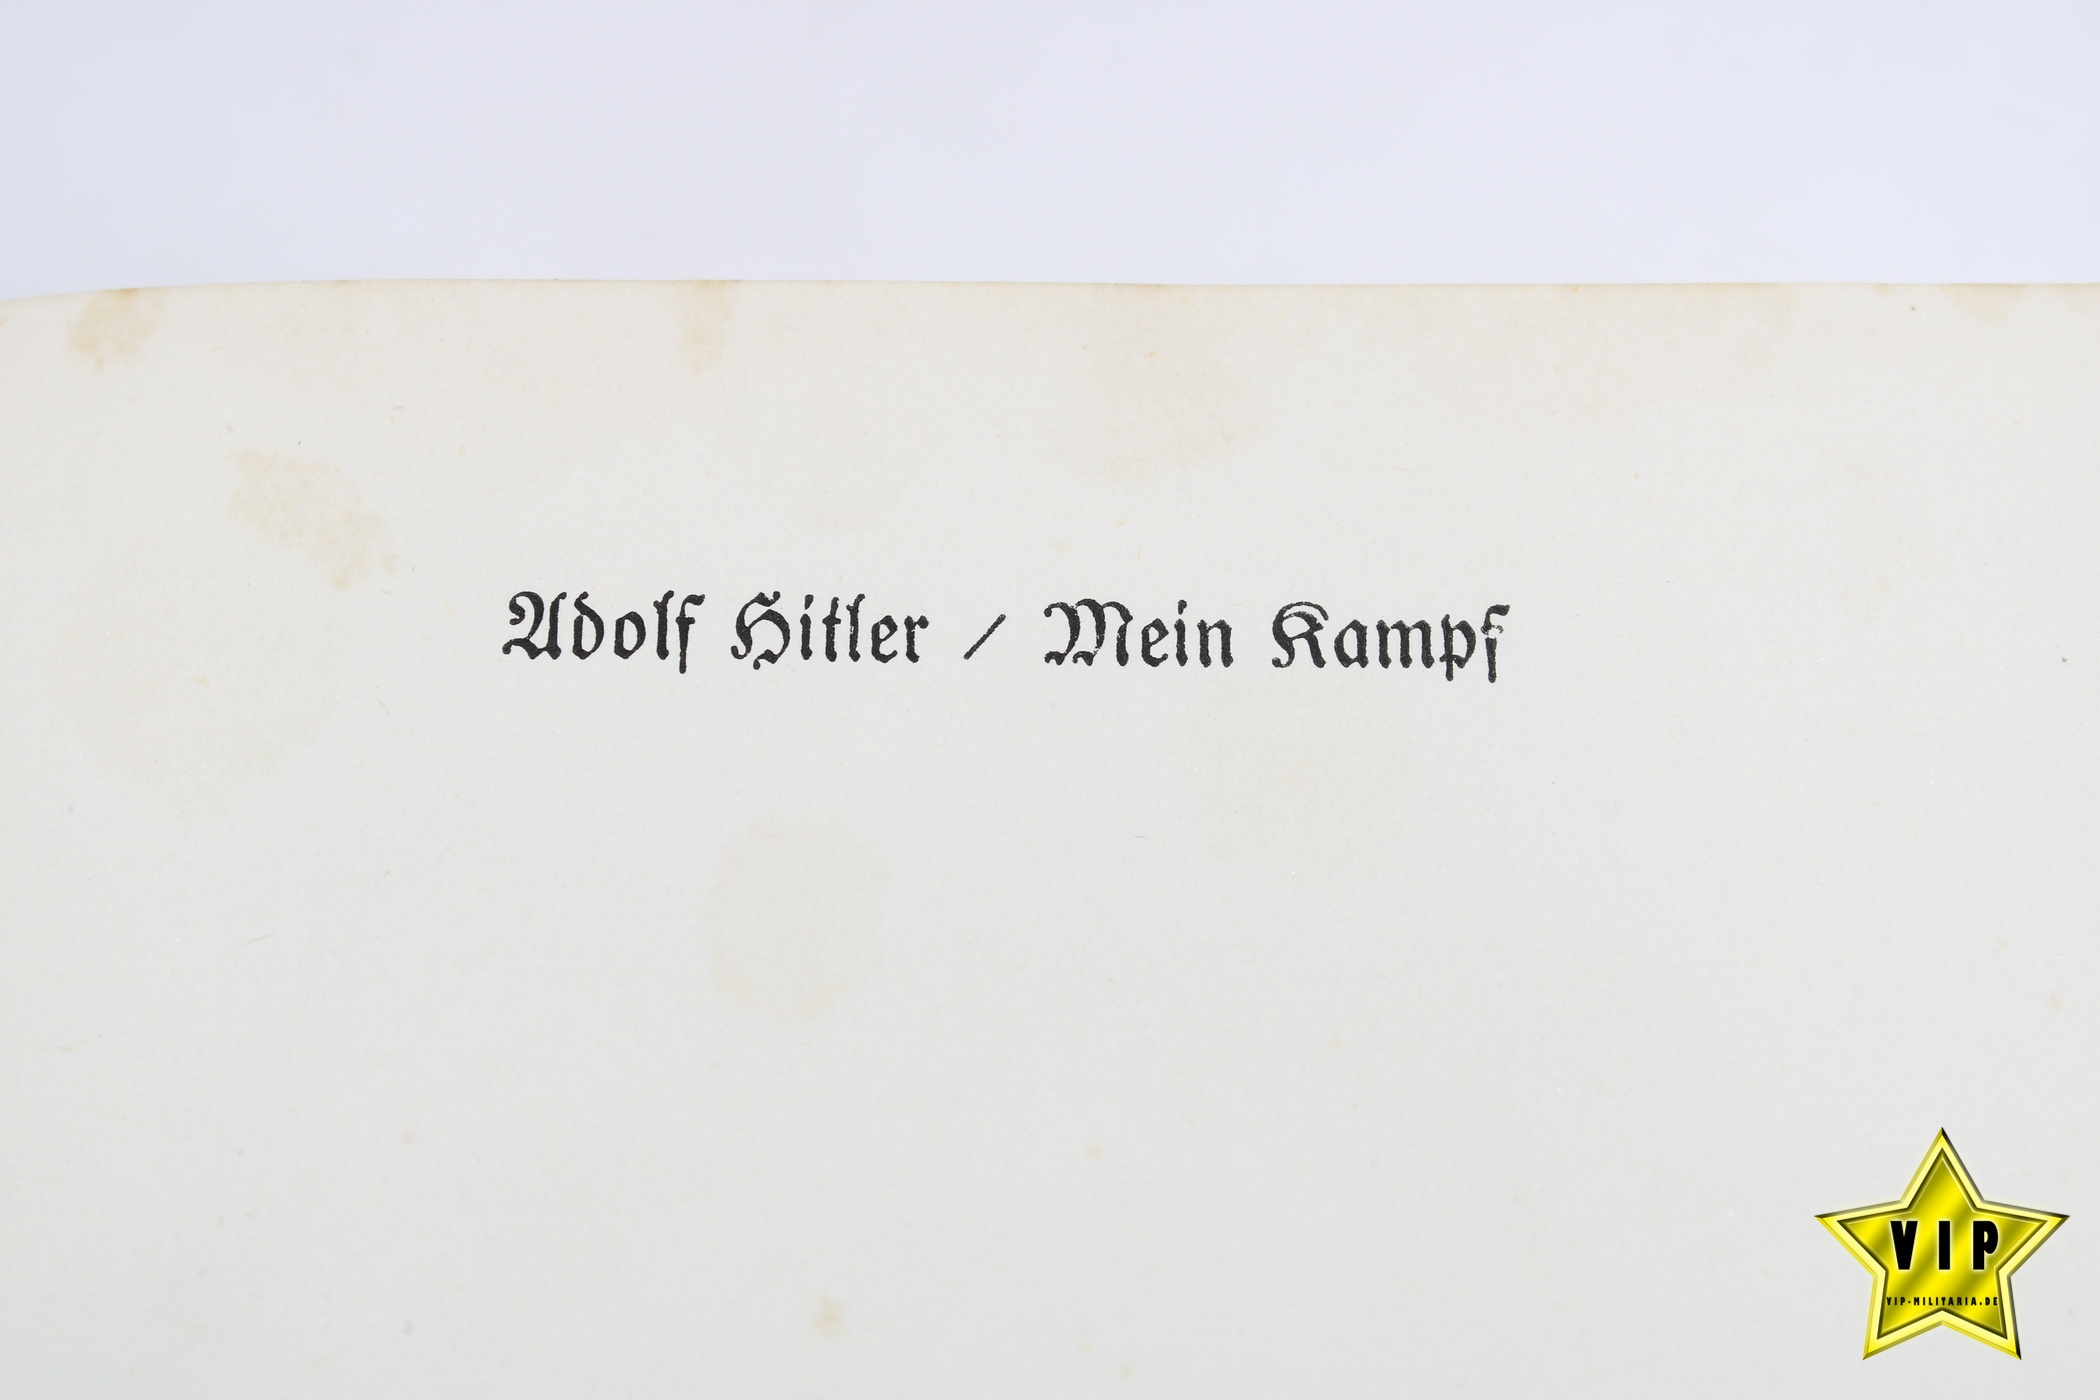 Adolf Hitler / Mein Kampf
VIP
VIP-MILITARIA.DE